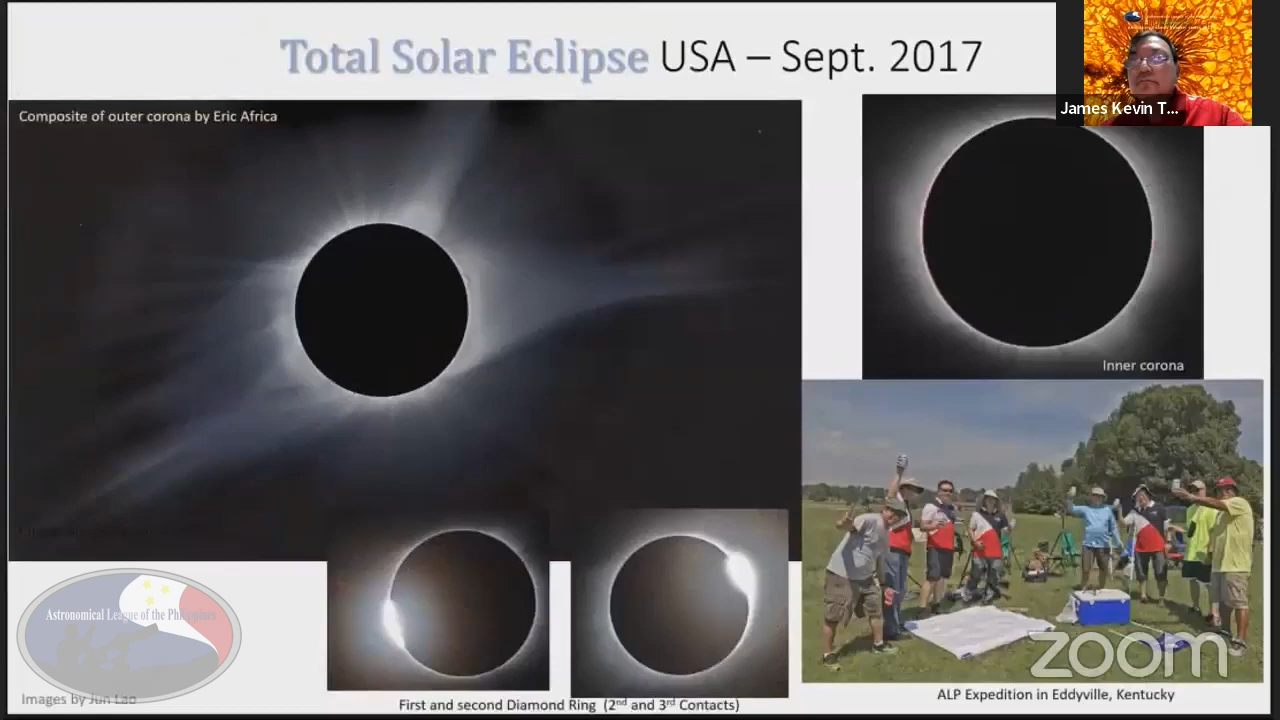 Total Solar Eclipse USA – Sept. 2017
James Kevin T...
Composite of outer corona by Eric Africa
Inner corona
Astronomical League of the Philippines
Images by Jun Lao
First and second Diamond Ring (2nd and 3rd Contacts)
ALP Expedition in Eddyville, Kentucky
zoom